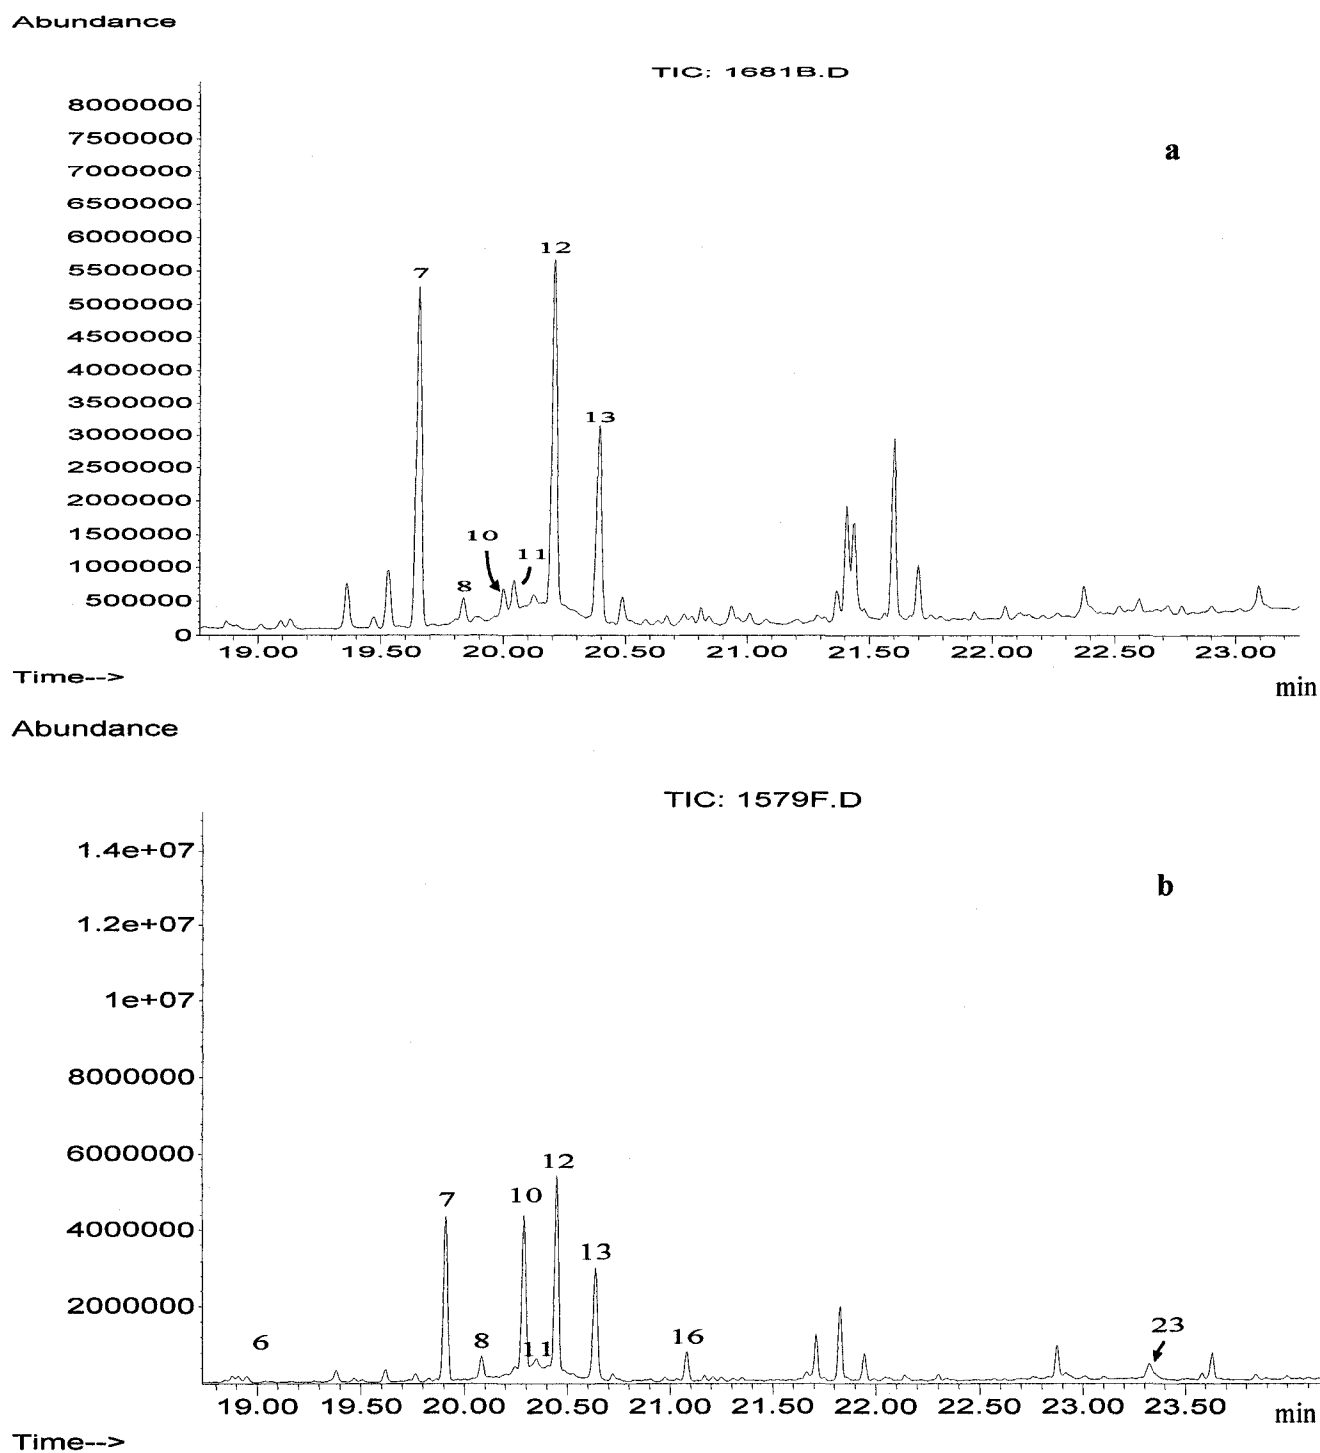 Abundance
TIC: 1681B.D
a
8000000
7500000
7000000
6500000
6000000
5500000
5000000
4500000
4000000
3500000
3000000
2500000
2000000
1500000
1000000
500000
0
7
8
10
11
12
13
19.00 19.50 20.00 20.50 21.00 21.50 22.00 22.50 23.00
Time-->
min
Abundance
TIC: 1579F.D
b
1.4e+07
1.2e+07
1e+07
8000000
6000000
4000000
2000000
6
7
8
10
11
12
13
16
23
19.00 19.50 20.00 20.50 21.00 21.50 22.00 22.50 23.00 23.50
min
Time-->